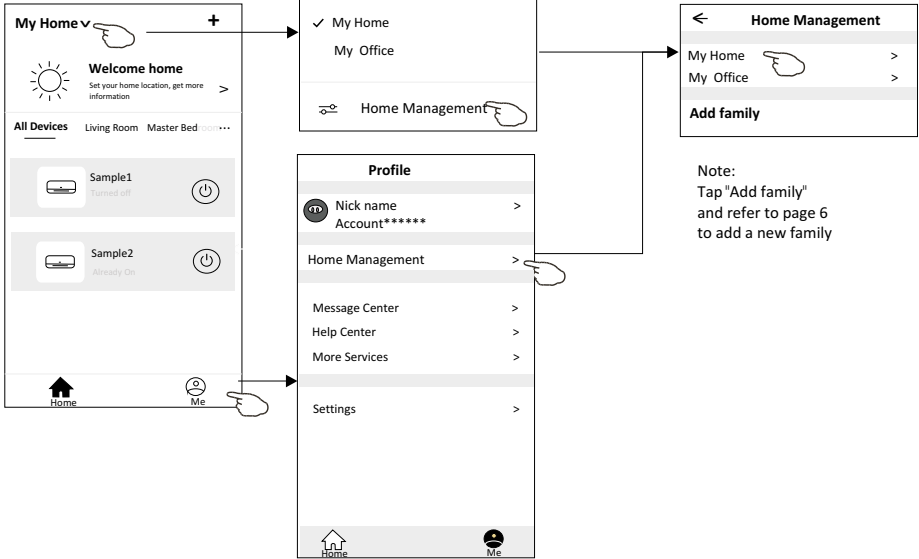 My Home
+
Welcome home
Set your home location, get more
information
>
All Devices Living Room Master Bedroom ...
Sample1
Turned off
Sample2
Already On
Home
Me
✓ My Home
My Office
Home Management
Profile
Nick name >
Account******
Home Management >
Message Center >
Help Center >
More Services >
Settings >
Home
Me
Home Management
My Home >
My Office >
Add family
Note:
Tap "Add family"
and refer to page 6
to add a new family